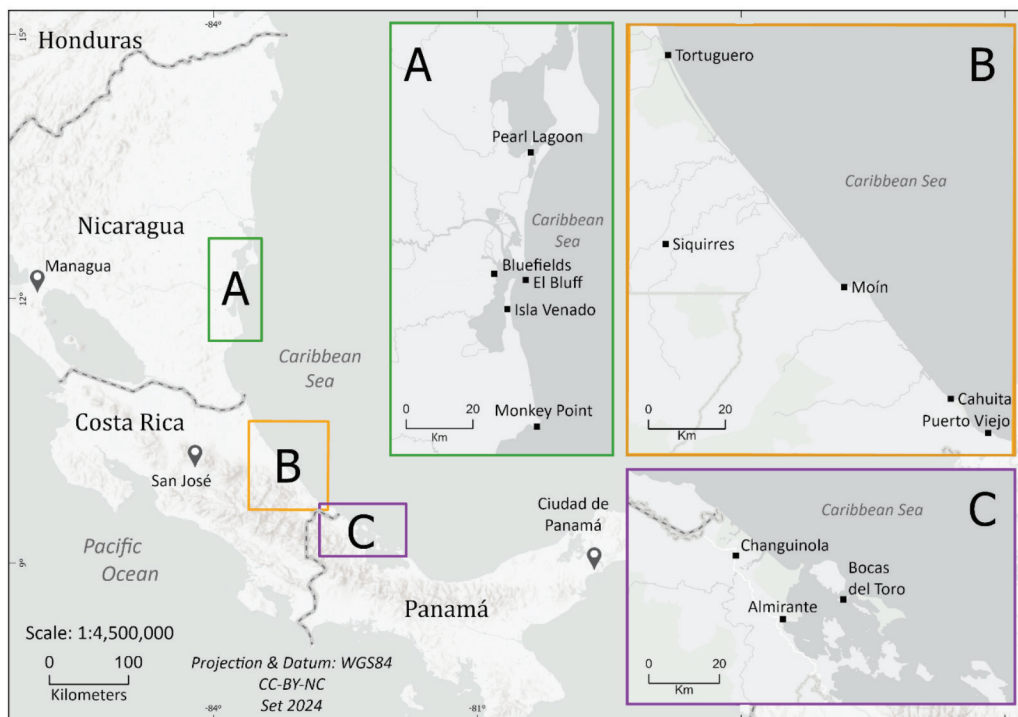 -84°
15°
Honduras
Nicaragua
Managua
A
12°
Caribbean
Sea
Costa Rica
San José
B
C
Ciudad de
Panamá
Pacific
Ocean
9°
Panamá
Scale: 1:4,500,000
0 100
Kilometers
Projection & Datum: WGS84
CC-BY-NC
Set 2024
-84°
-81°
A
Pearl Lagoon
Caribbean
Sea
Bluefields
El Bluff
Isla Venado
0 20
Km
Monkey Point
B
Tortuguero
Caribbean Sea
Siquirres
Moín
Cahuita
Puerto Viejo
0 20
Km
C
Caribbean Sea
Changuinola
Bocas
del Toro
Almirante
0 20
Km